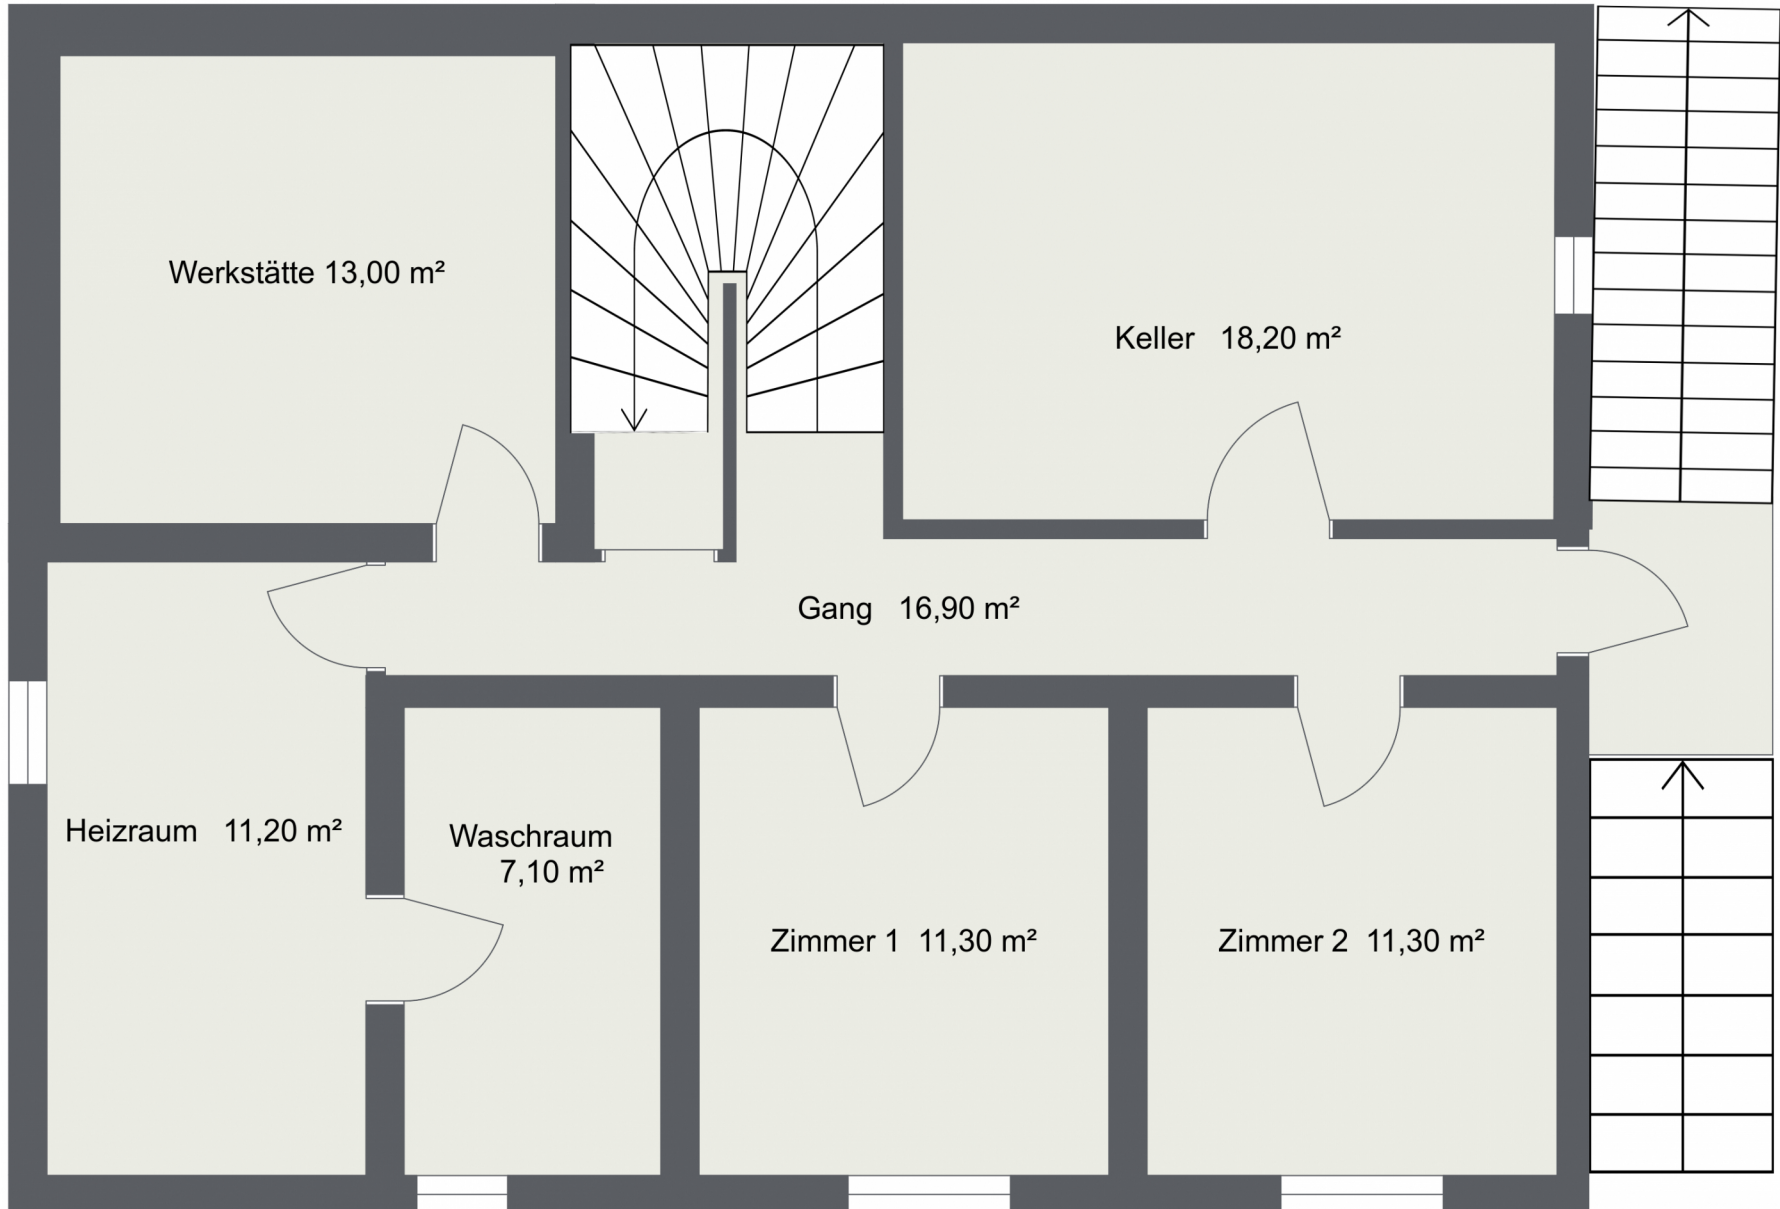 Werkstätte 13,00 m²
Keller 18,20 m²
Gang 16,90 m²
Heizraum 11,20 m²
Waschraum
7,10 m²
Zimmer 1 11,30 m²
Zimmer 2 11,30 m²